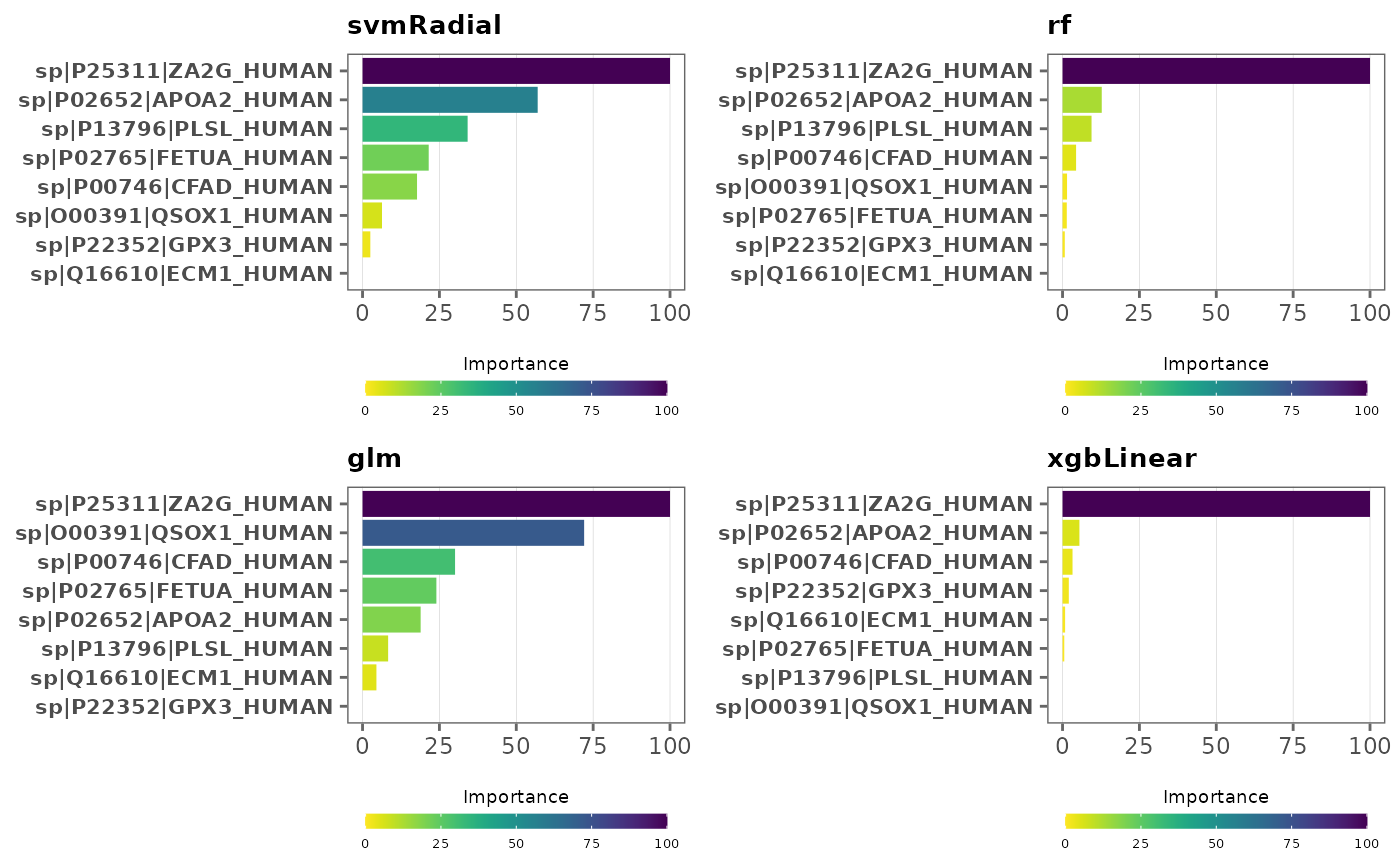 svmRadial
sp|P25311|ZA2G_HUMAN
sp|P02652|APOA2_HUMAN
sp|P13796|PLSL_HUMAN
sp|P02765|FETUA_HUMAN
sp|P00746|CFAD_HUMAN
sp|O00391|QSOX1_HUMAN
sp|P22352|GPX3_HUMAN
sp|Q16610|ECM1_HUMAN
0 25 50 75 100
Importance
0 25 50 75 100
rf
sp|P25311|ZA2G_HUMAN
sp|P02652|APOA2_HUMAN
sp|P13796|PLSL_HUMAN
sp|P00746|CFAD_HUMAN
sp|O00391|QSOX1_HUMAN
sp|P02765|FETUA_HUMAN
sp|P22352|GPX3_HUMAN
sp|Q16610|ECM1_HUMAN
0 25 50 75 100
Importance
0 25 50 75 100
glm
sp|P25311|ZA2G_HUMAN
sp|O00391|QSOX1_HUMAN
sp|P00746|CFAD_HUMAN
sp|P02765|FETUA_HUMAN
sp|P02652|APOA2_HUMAN
sp|P13796|PLSL_HUMAN
sp|Q16610|ECM1_HUMAN
sp|P22352|GPX3_HUMAN
0 25 50 75 100
Importance
0 25 50 75 100
xgbLinear
sp|P25311|ZA2G_HUMAN
sp|P02652|APOA2_HUMAN
sp|P00746|CFAD_HUMAN
sp|P22352|GPX3_HUMAN
sp|Q16610|ECM1_HUMAN
sp|P02765|FETUA_HUMAN
sp|P13796|PLSL_HUMAN
sp|O00391|QSOX1_HUMAN
0 25 50 75 100
Importance
0 25 50 75 100